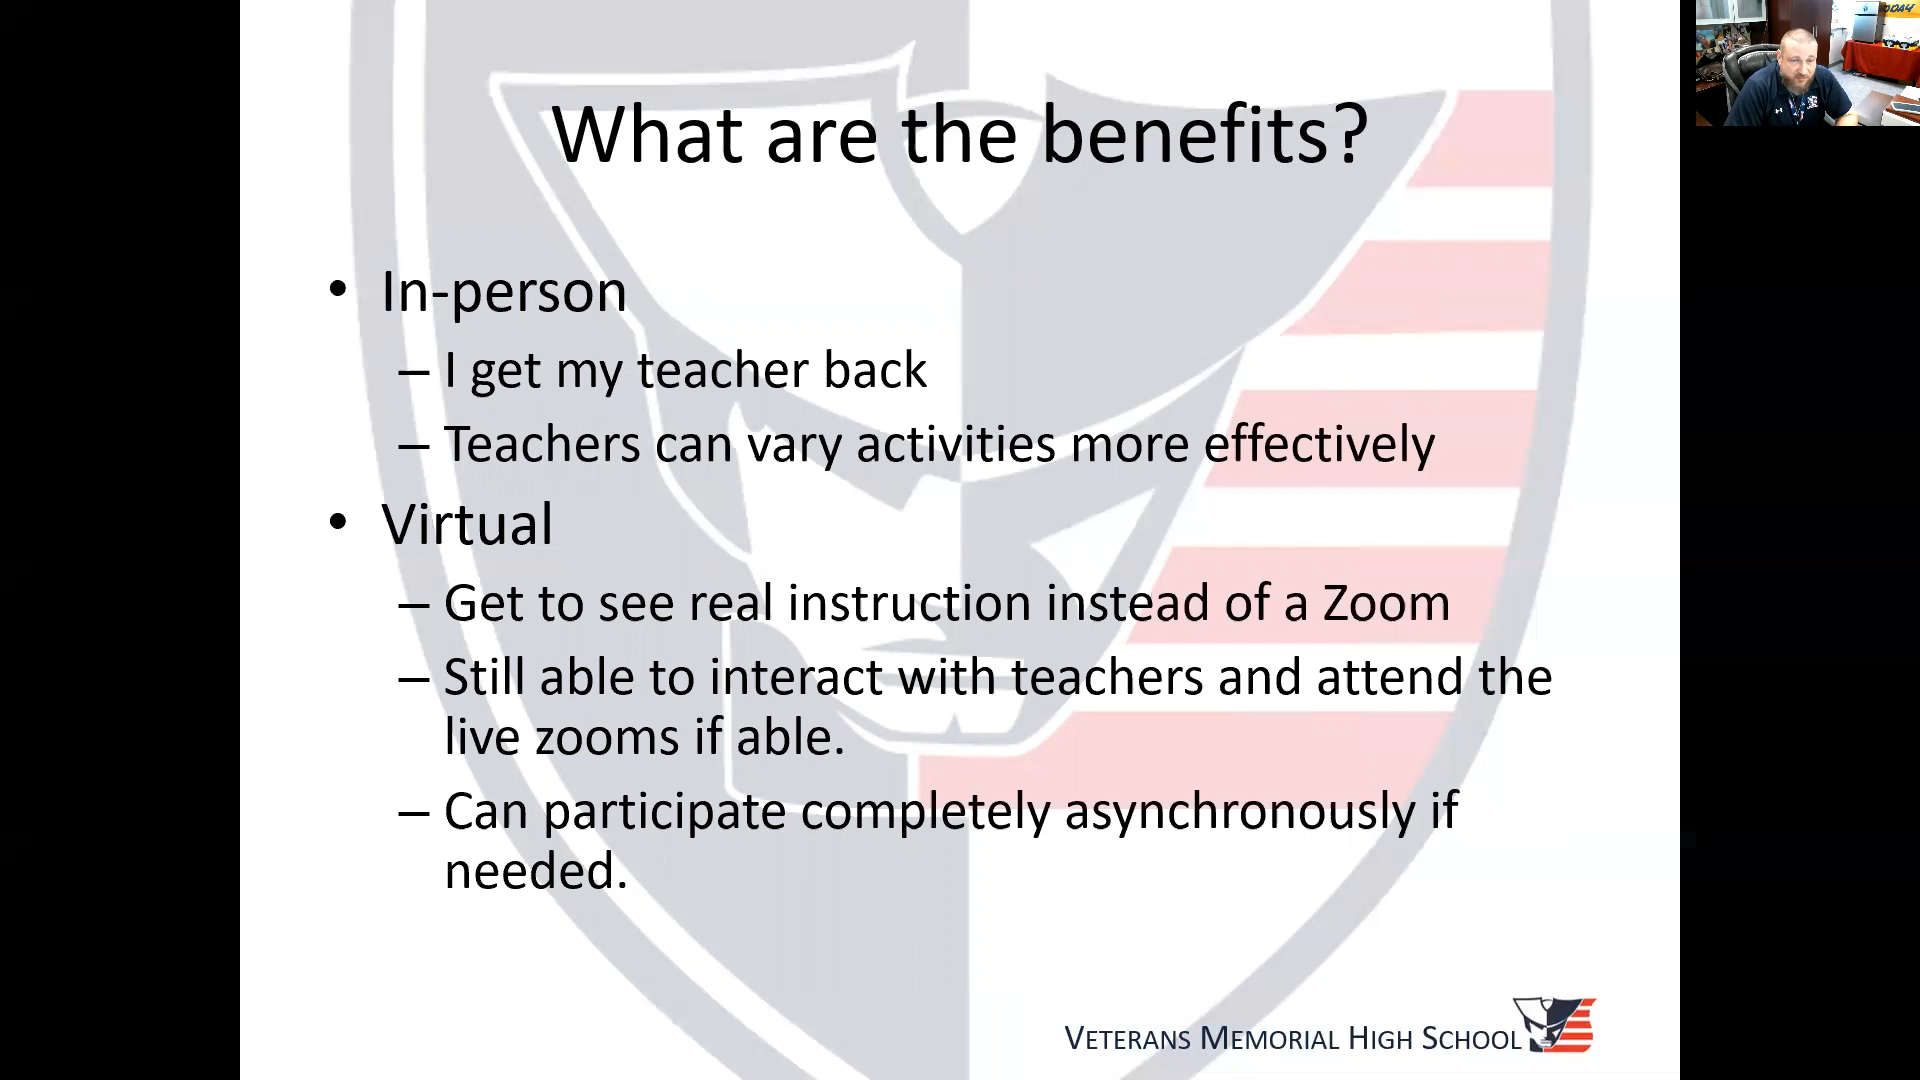 What are the benefits?
• In-person
– I get my teacher back
– Teachers can vary activities more effectively
• Virtual
– Get to see real instruction instead of a Zoom
– Still able to interact with teachers and attend the
live zooms if able.
– Can participate completely asynchronously if
needed.
VETERANS MEMORIAL HIGH SCHOOL